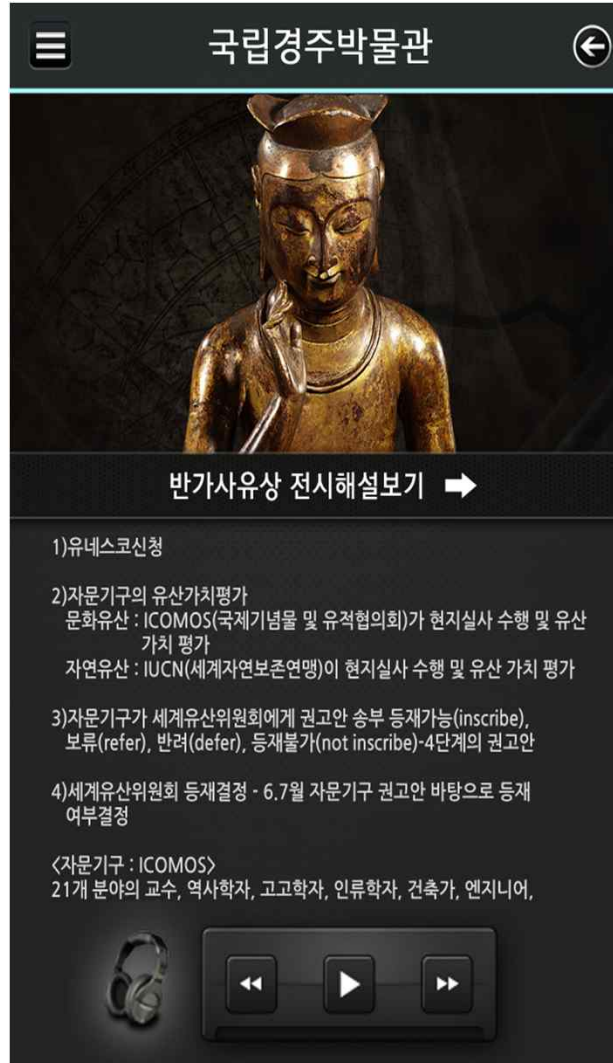 국립경주박물관
반가사유상 전시해설보기
1)유네스코신청
2)자문기구의 유산가치평가
문화유산 : ICOMOS(국제기념물 및 유적협의회)가 현지실사 수행 및 유산
가치 평가
자연유산 : IUCN(세계자연보존연맹)이 현지실사 수행 및 유산 가치 평가
3)자문기구가 세계유산위원회에게 권고안 송부 등재가능(inscribe),
보류(refer), 반려(defer), 등재불가(not inscribe)-4단계의 권고안
4)세계유산위원회 등재결정 - 6.7월 자문기구 권고안 바탕으로 등재
여부결정
<자문기구 : ICOMOS>
21개 분야의 교수, 역사학자, 고고학자, 인류학자, 건축가, 엔지니어,